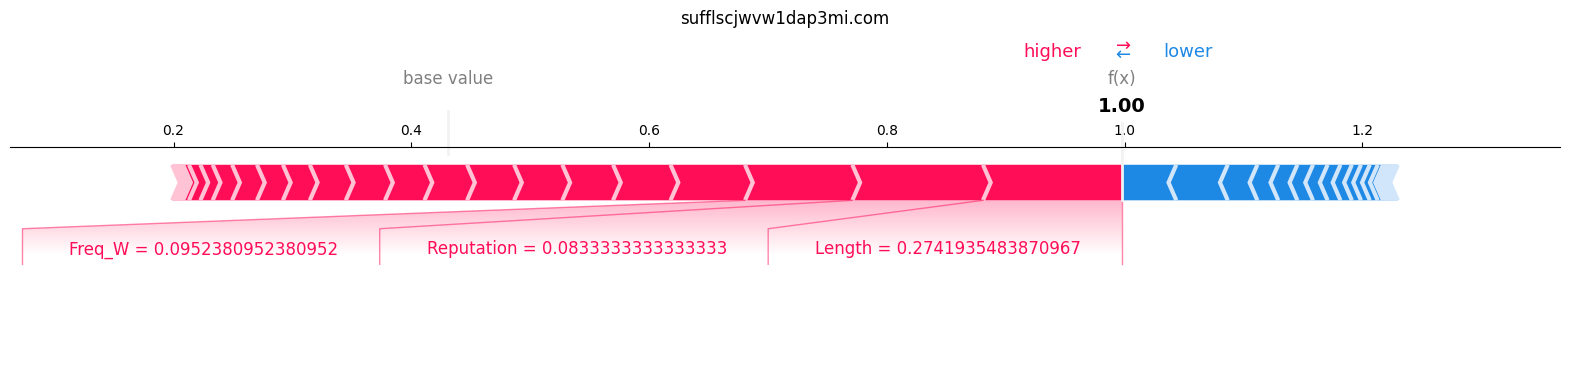 sufflscjwvw1dap3mi.com
higher ⇄ lower
base value f(x)
1.00
0.2 0.4 0.6 0.8 1.0 1.2
Freq_W = 0.0952380952380952 Reputation = 0.0833333333333333 Length = 0.2741935483870967